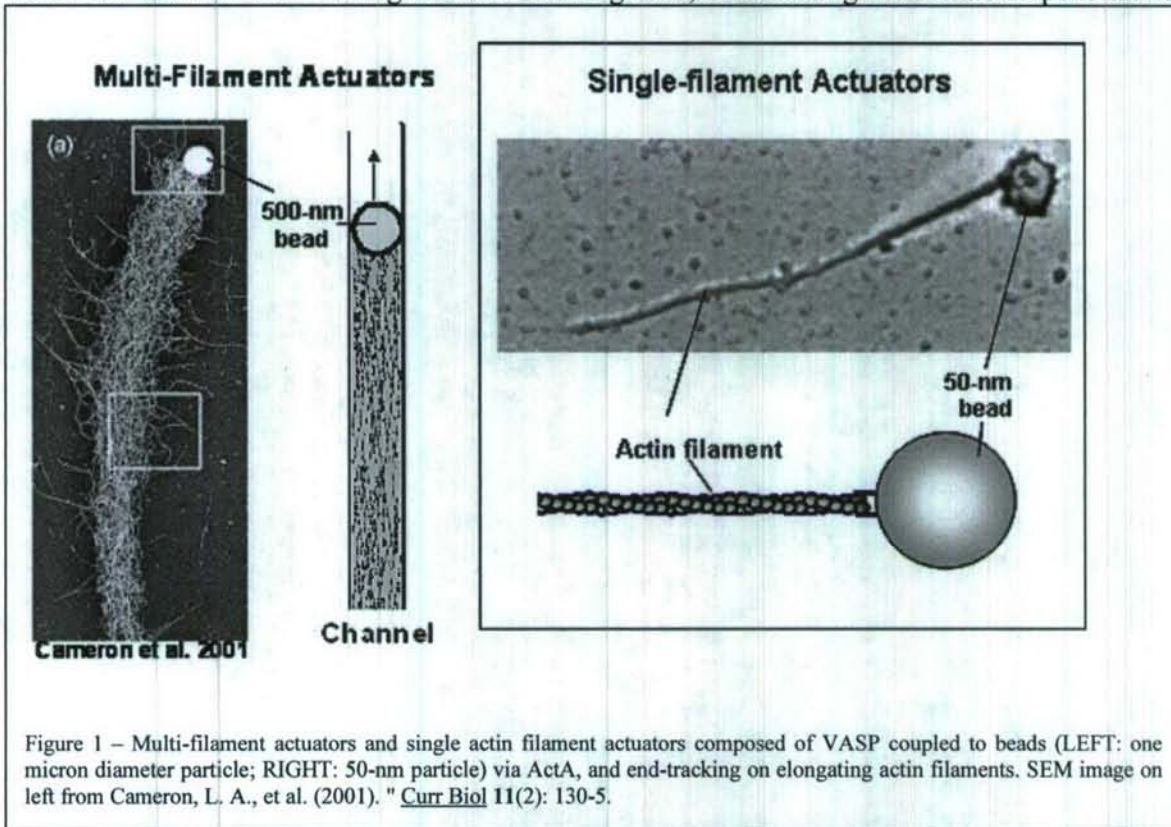 Multi-Filament Actuators
(a)
500-nm
bead
Channel
Cameron et al. 2001
Single-filament Actuators
50-nm
bead
Actin filament
Figure 1 – Multi-filament actuators and single actin filament actuators composed of VASP coupled to beads (LEFT: one
micron diameter particle; RIGHT: 50-nm particle) via ActA, and end-tracking on elongating actin filaments. SEM image on
left from Cameron, L. A., et al. (2001). " Curr Biol 11(2): 130-5.